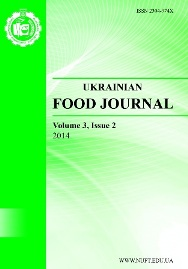 ISSN 2304-974X
UKRAINIAN
FOOD JOURNAL
Volume 3, Issue 2
2014
WWW.NUFT.EDU.UA